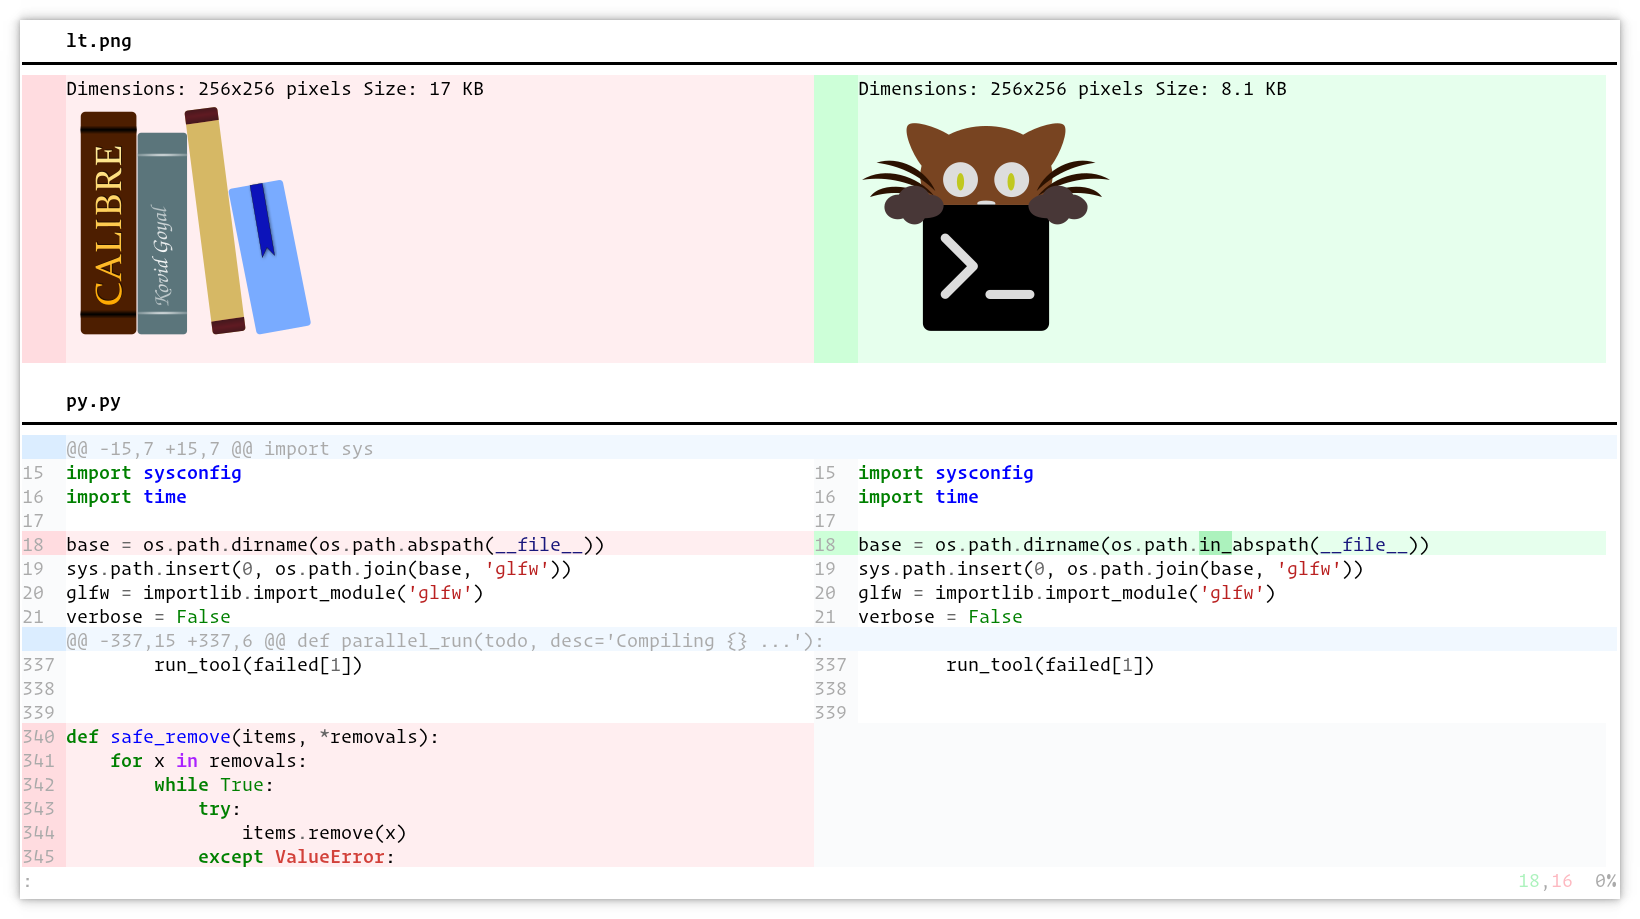 lt.png
Dimensions: 256x256 pixels Size: 17 KB
Dimensions: 256x256 pixels Size: 8.1 KB
CALIBRE
Kovid Goyal
>_
py.py
@@ -15,7 +15,7 @@ import sys
15 import sysconfig 15 import sysconfig
16 import time 16 import time
17 17
18 base = os.path.dirname(os.path.abspath(__file__)) 18 base = os.path.dirname(os.path.in_abspath(__file__))
19 sys.path.insert(0, os.path.join(base, 'glfw')) 19 sys.path.insert(0, os.path.join(base, 'glfw'))
20 glfw = importlib.import_module('glfw') 20 glfw = importlib.import_module('glfw')
21 verbose = False 21 verbose = False
@@ -337,15 +337,6 @@ def parallel_run(todo, desc='Compiling {} ...'):
337         run_tool(failed[1]) 337         run_tool(failed[1])
338 338
339 339
340 def safe_remove(items, *removals):
341     for x in removals:
342         while True:
343             try:
344                 items.remove(x)
345             except ValueError:
: 18,16 0%